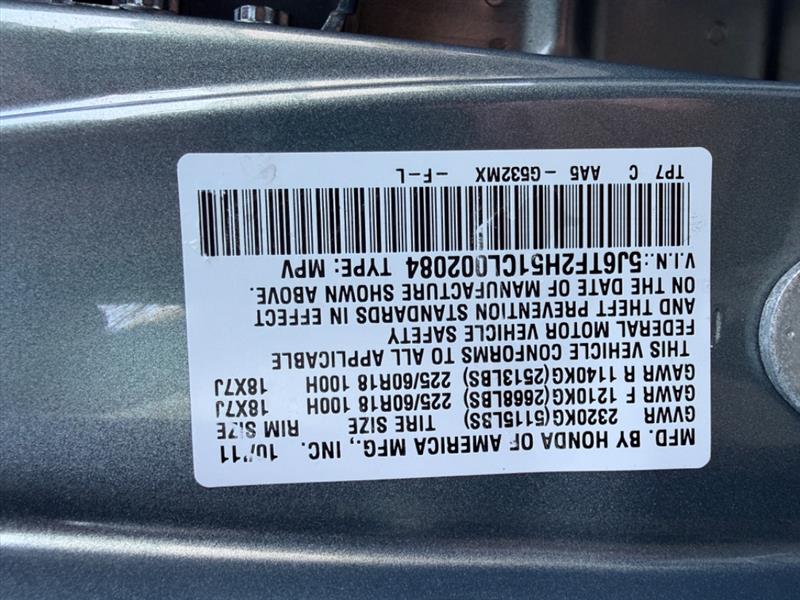 MFD. BY HONDA OF AMERICA MFG., INC. 10/'11
GVWR 2320KG(5115LBS) TIRE SIZE RIM SIZE
GAWR F 1210KG(2668LBS) 225/60R18 100H 18X7J
GAWR R 1140KG(2513LBS) 225/60R18 100H 18X7J
THIS VEHICLE CONFORMS TO ALL APPLICABLE
FEDERAL MOTOR VEHICLE SAFETY
AND THEFT PREVENTION STANDARDS IN EFFECT
ON THE DATE OF MANUFACTURE SHOWN ABOVE.
V.I.N.: 5J6TF2H51CL002084 TYPE: MPV
TP7 C AA5-G532MX -F-L